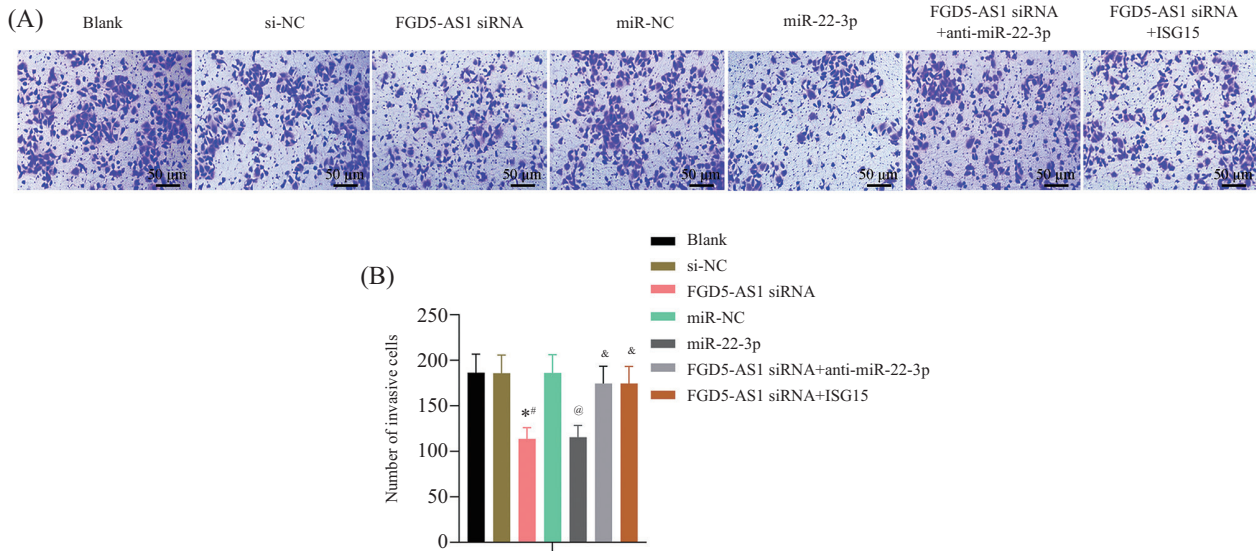 (A)
Blank
si-NC
FGD5-AS1 siRNA
miR-NC
miR-22-3p
FGD5-AS1 siRNA
+anti-miR-22-3p
FGD5-AS1 siRNA
+ISG15
50 μm
50 μm
50 μm
50 μm
50 μm
50 μm
50 μm
(B)
Blank
si-NC
FGD5-AS1 siRNA
miR-NC
miR-22-3p
FGD5-AS1 siRNA+anti-miR-22-3p
FGD5-AS1 siRNA+ISG15
Number of invasive cells
250
200
150
100
50
0
*#
@
&
&